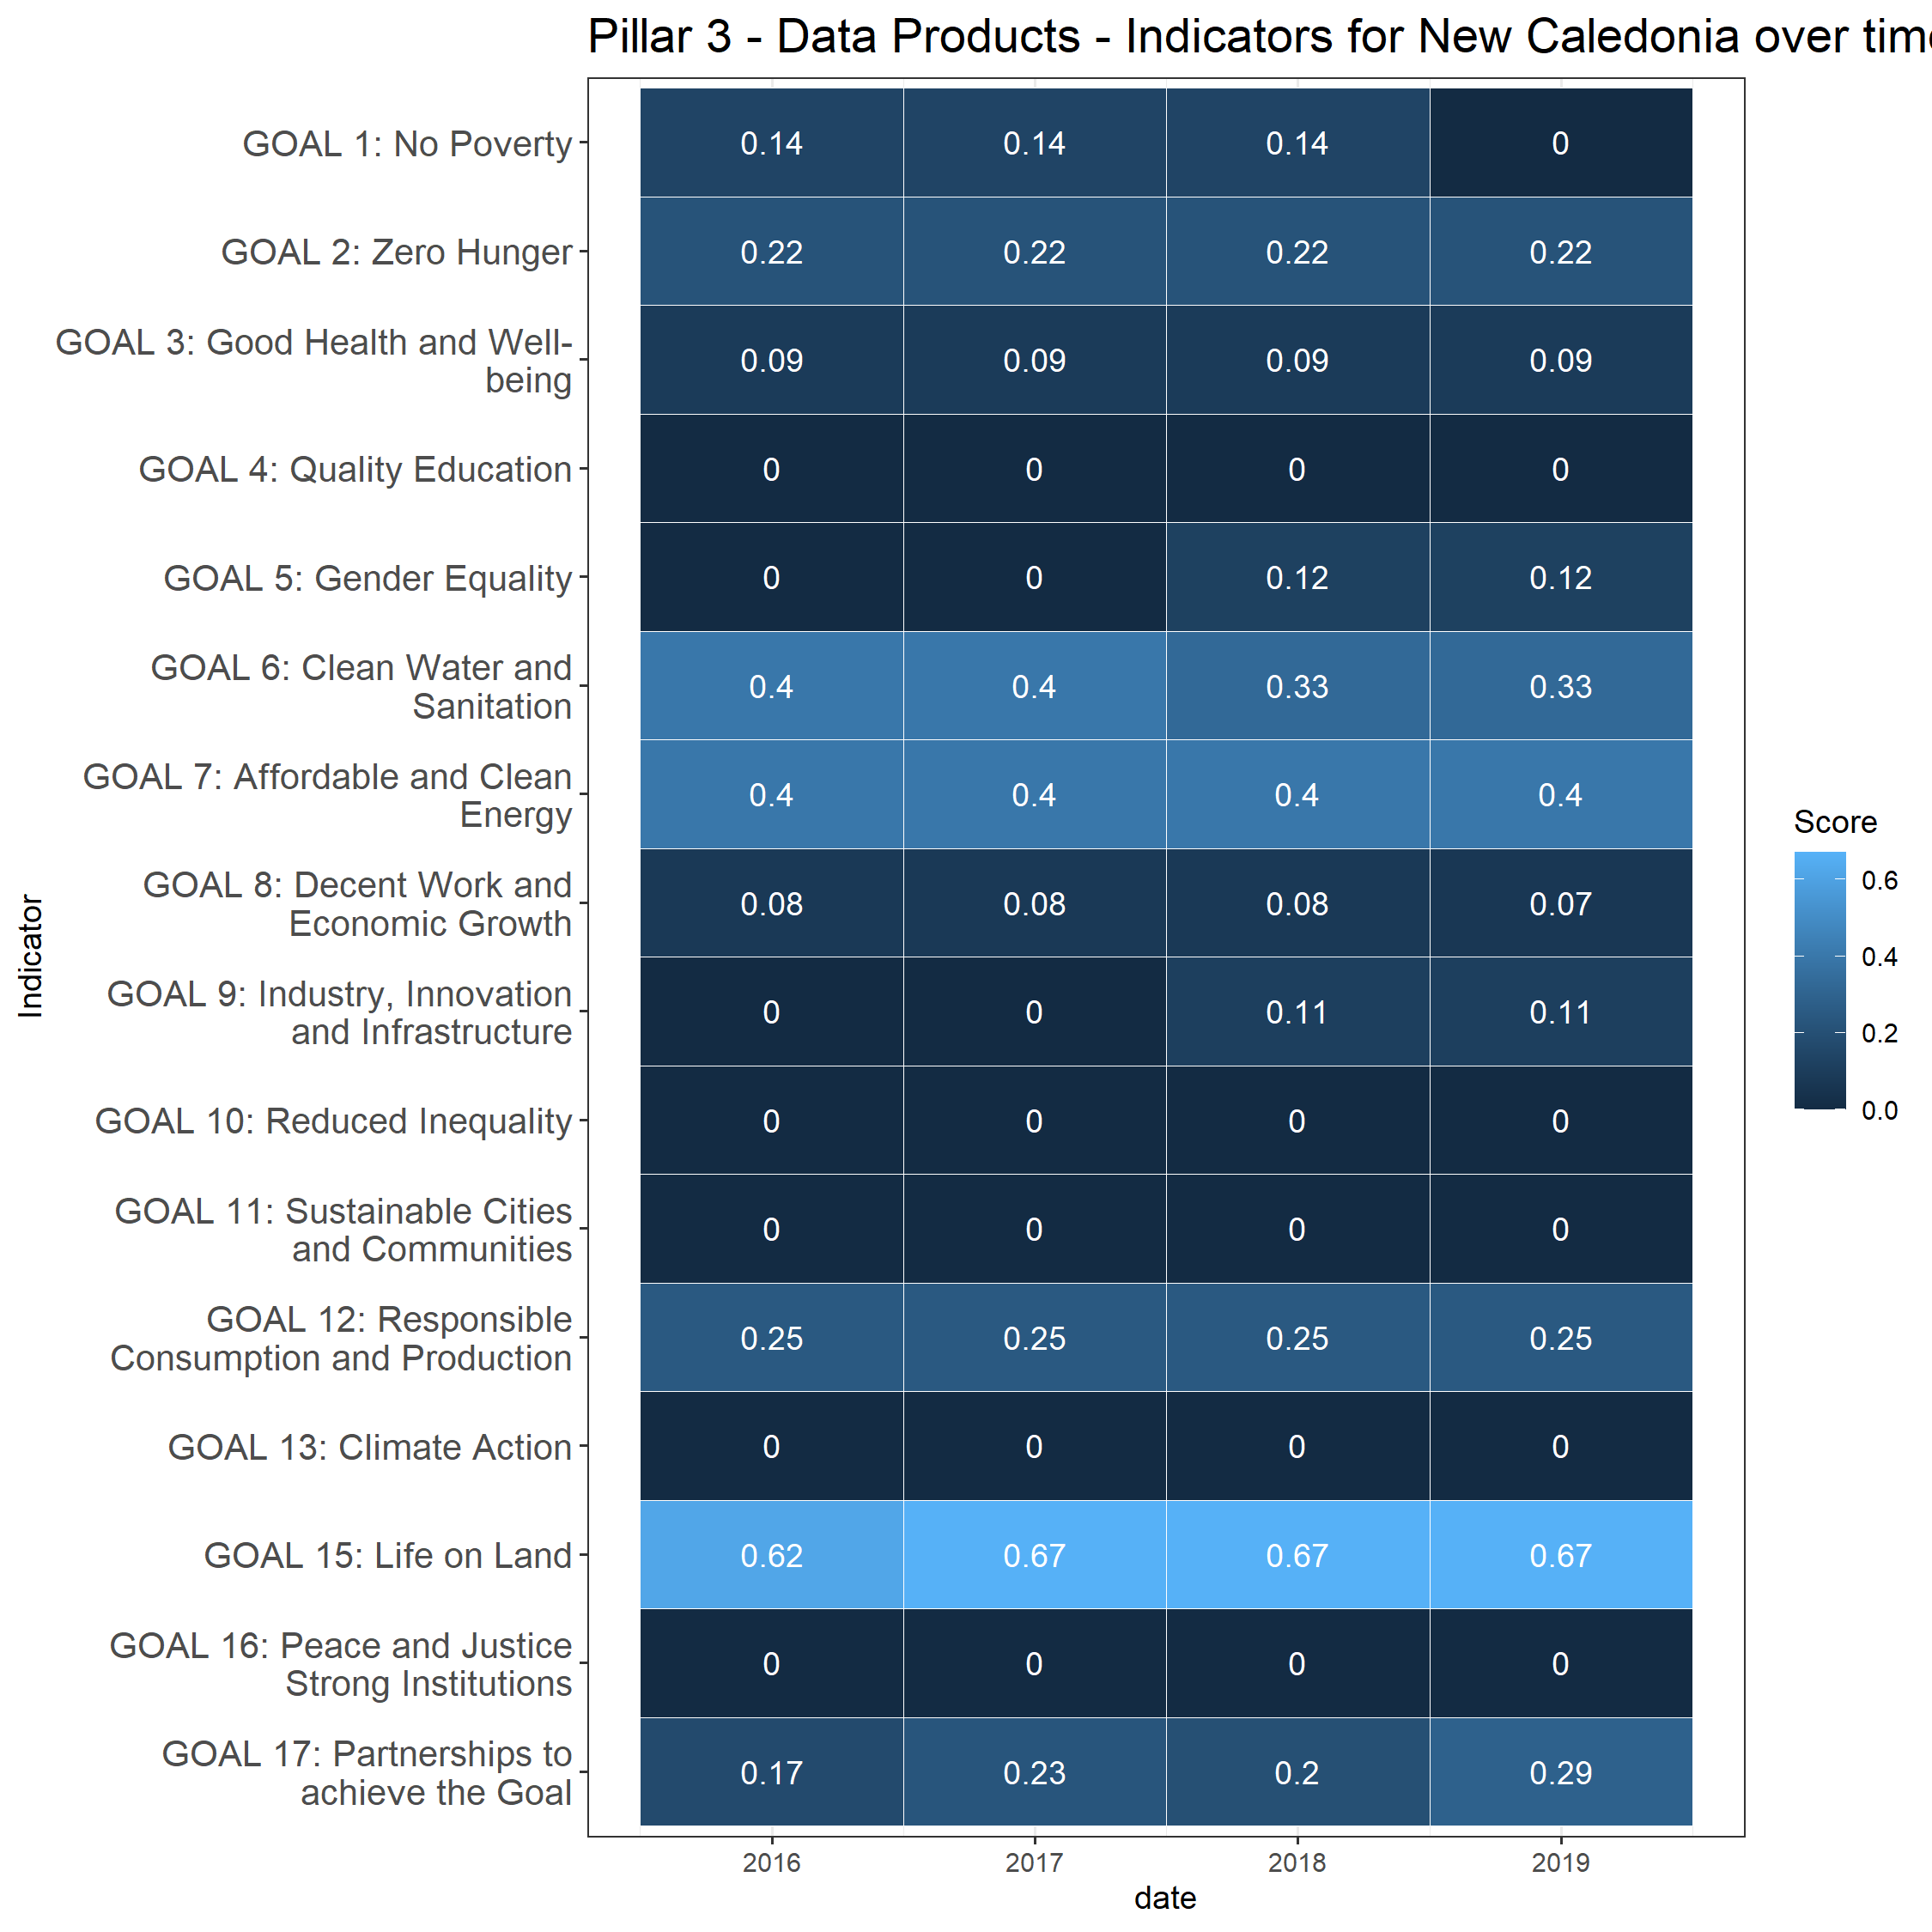 Pillar 3 - Data Products - Indicators for New Caledonia over time
GOAL 1: No Poverty
0.14 0.14 0.14 0
GOAL 2: Zero Hunger
0.22 0.22 0.22 0.22
GOAL 3: Good Health and Well-
being
0.09 0.09 0.09 0.09
GOAL 4: Quality Education
0 0 0 0
GOAL 5: Gender Equality
0 0 0.12 0.12
GOAL 6: Clean Water and
Sanitation
0.4 0.4 0.33 0.33
GOAL 7: Affordable and Clean
Energy
0.4 0.4 0.4 0.4
GOAL 8: Decent Work and
Economic Growth
0.08 0.08 0.08 0.07
GOAL 9: Industry, Innovation
and Infrastructure
0 0 0.11 0.11
GOAL 10: Reduced Inequality
0 0 0 0
GOAL 11: Sustainable Cities
and Communities
0 0 0 0
GOAL 12: Responsible
Consumption and Production
0.25 0.25 0.25 0.25
GOAL 13: Climate Action
0 0 0 0
GOAL 15: Life on Land
0.62 0.67 0.67 0.67
GOAL 16: Peace and Justice
Strong Institutions
0 0 0 0
GOAL 17: Partnerships to
achieve the Goal
0.17 0.23 0.2 0.29
2016 2017 2018 2019
date
Indicator
Score
0.6
0.4
0.2
0.0